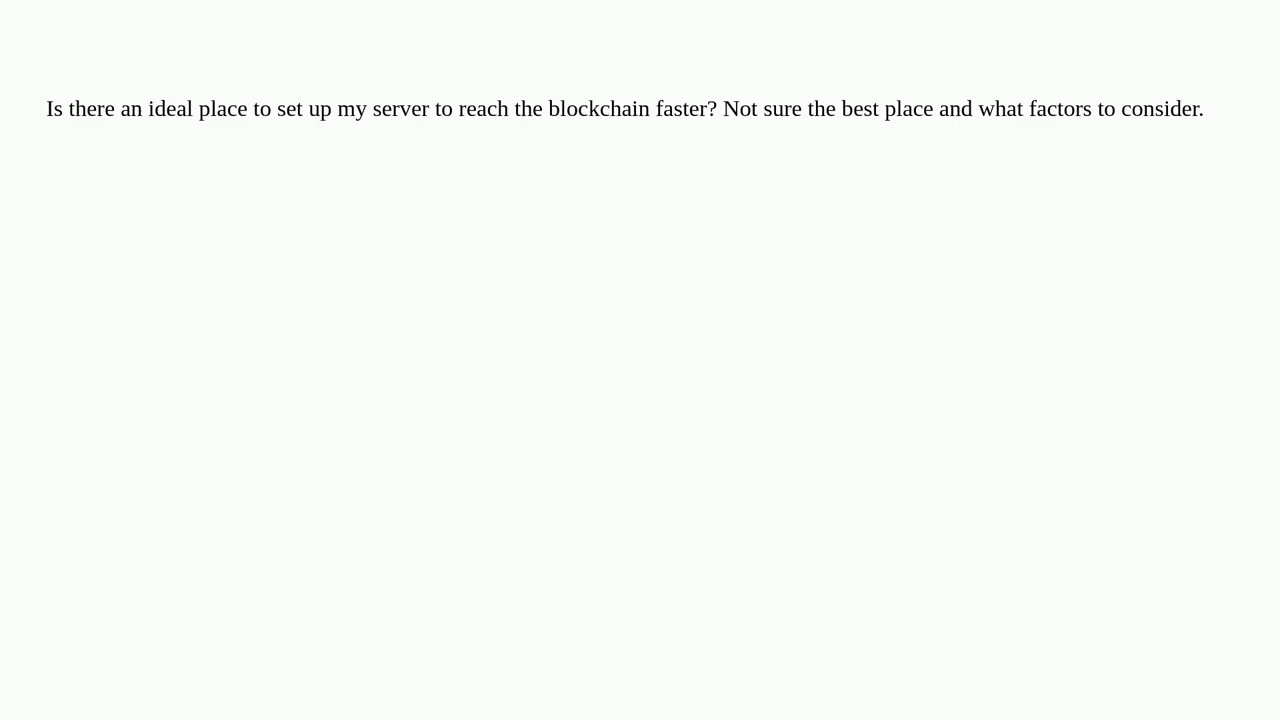 Is there an ideal place to set up my server to reach the blockchain faster? Not sure the best place and what factors to consider.